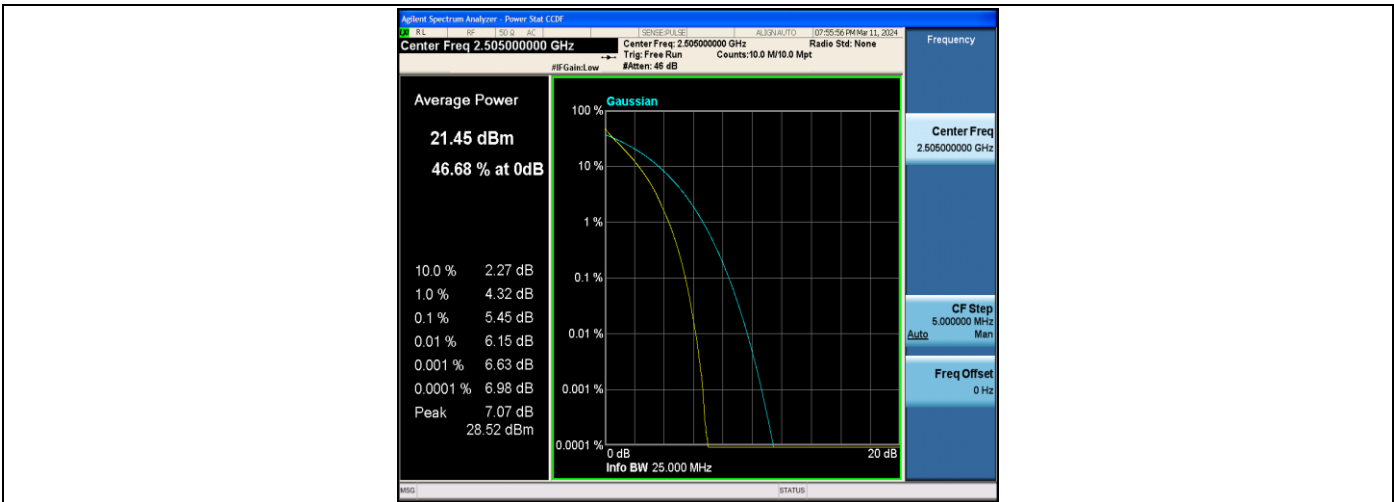 Agilent Spectrum Analyzer - Power Stat CCDF
RL RF 50 Ω AC SENSE:PULSE ALIGN AUTO 07:55:56 PM Mar 11, 2024
Center Freq 2.505000000 GHz
Center Freq: 2.505000000 GHz Radio Std: None
Trig: Free Run Counts:10.0 M/10.0 Mpt
#IFGain:Low #Atten: 46 dB
Average Power
21.45 dBm
46.68 % at 0dB
10.0 % 2.27 dB
1.0 % 4.32 dB
0.1 % 5.45 dB
0.01 % 6.15 dB
0.001 % 6.63 dB
0.0001 % 6.98 dB
Peak 7.07 dB
28.52 dBm
Gaussian
100 %
10 %
1 %
0.1 %
0.01 %
0.001 %
0.0001 %
0 dB 20 dB
Info BW 25.000 MHz
Frequency
Center Freq
2.505000000 GHz
CF Step
5.000000 MHz
Auto Man
Freq Offset
0 Hz
MSG STATUS